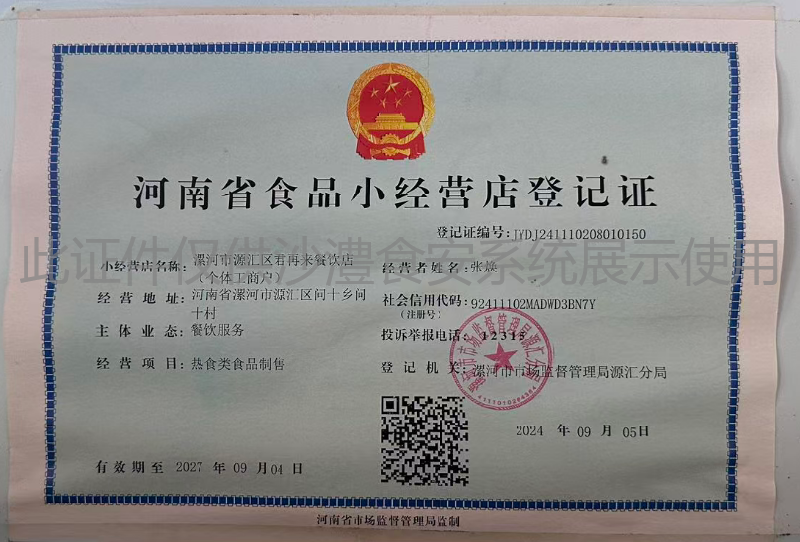 河南省食品小经营店登记证
登记证编号:JYDJ241110208010150
此证件仅供沙澧食安系统展示使用
小经营店名称: 漯河市源汇区君再来餐饮店
(个体工商户)
经营者姓名:张焕
经营地址:河南省漯河市源汇区问十乡问
十村
社会信用代码:92411102MADWD3BN7Y
(注册号)
主体业态:餐饮服务
投诉举报电话: 12315
经营项目: 热食类食品制售
登记机关:漯河市市场监督管理局源汇分局
2024 年 09 月 05日
有效期至 2027 年 09 月 04 日
河南省市场监督管理局监制